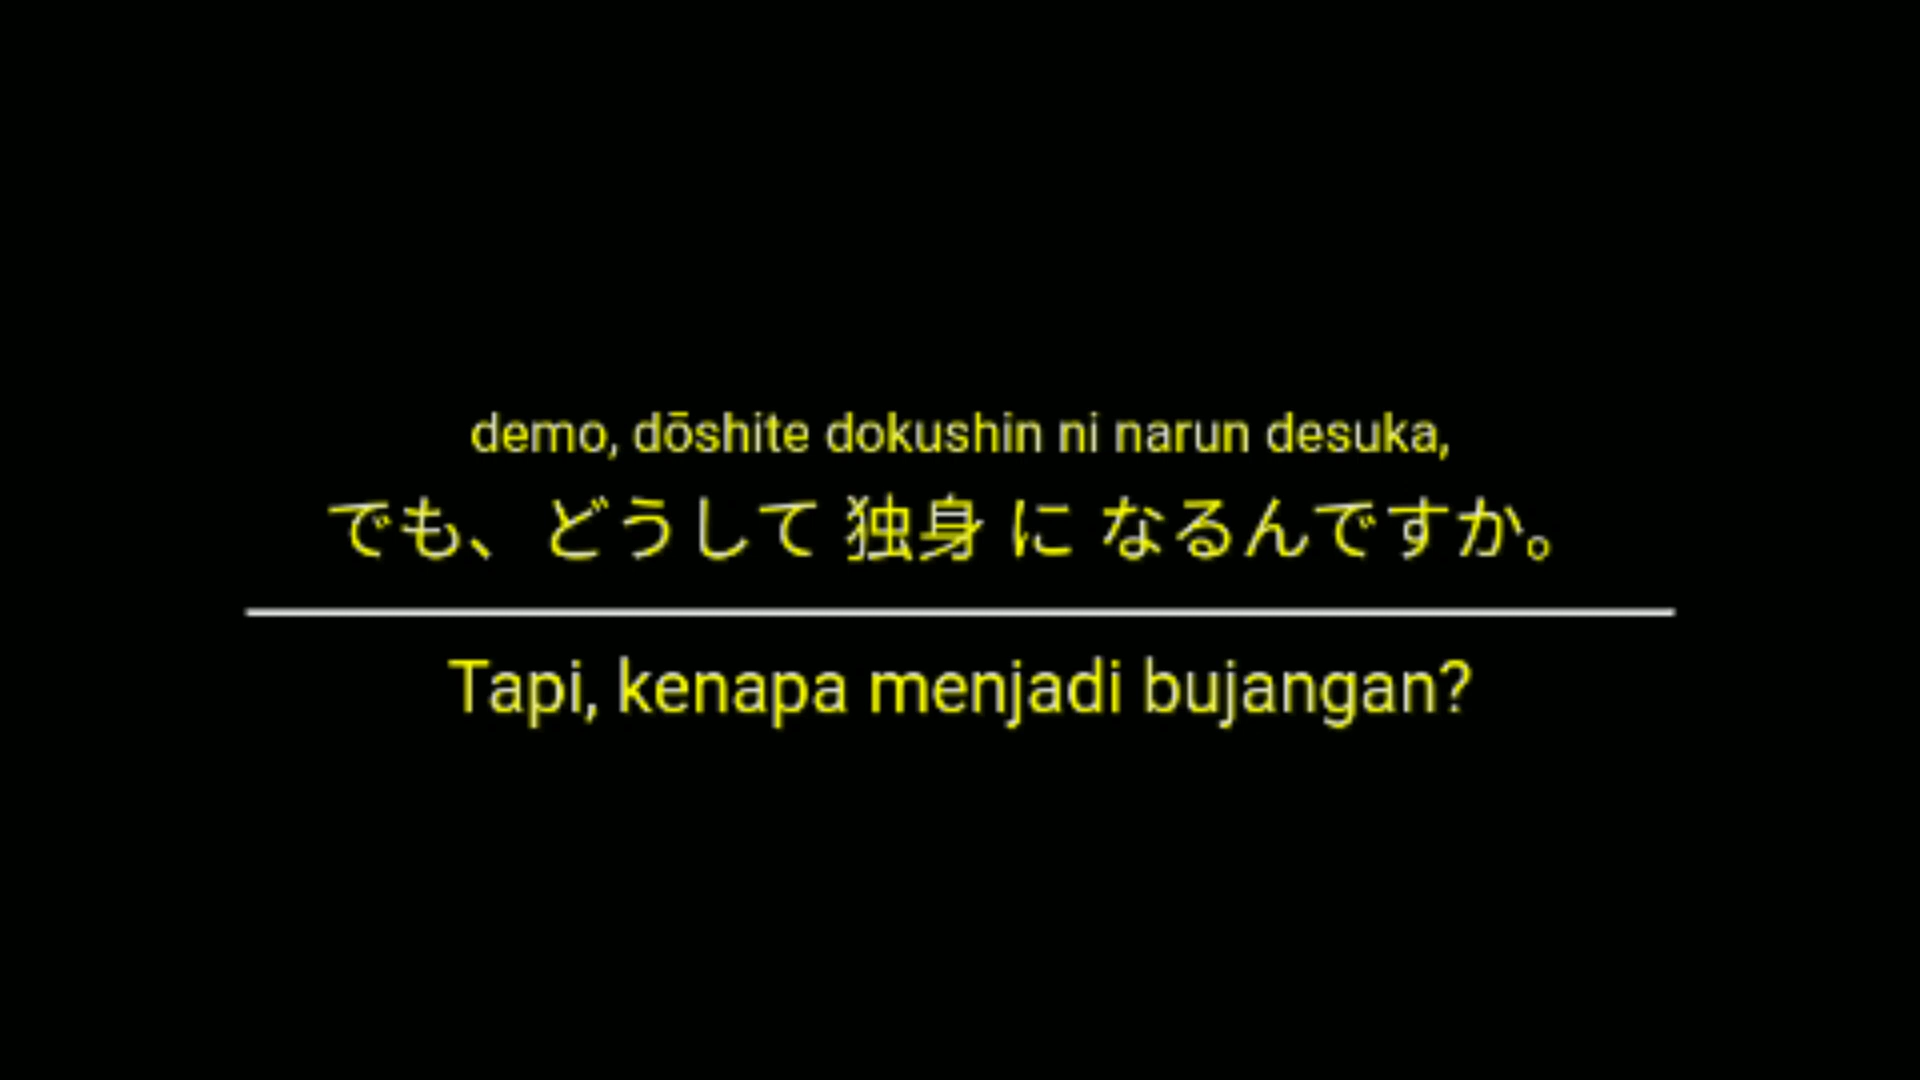 demo, dōshite dokushin ni narun desuka,
でも、どうして 独身 に なるんですか。
Tapi, kenapa menjadi bujangan?